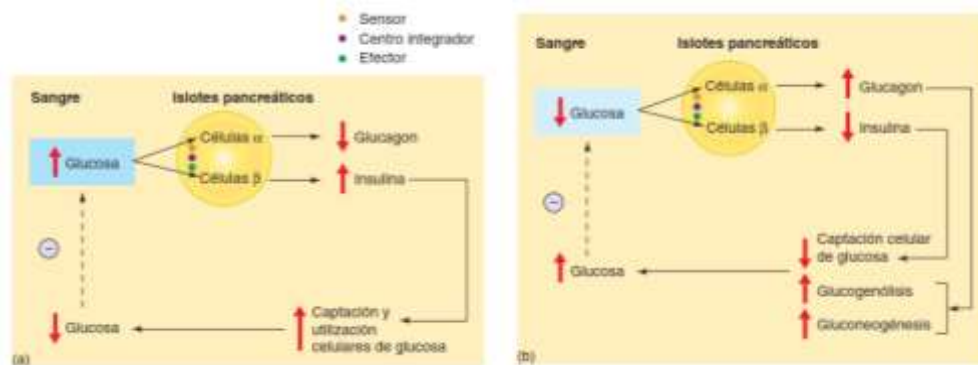 Sensor
Centro integrador
Efector
Sangre
Islotes pancreáticos
Glucosa
Células α
Células β
Glucagon
Insulina
Glucosa
Captación y
utilización
celulares de glucosa
(a)
Sangre
Islotes pancreáticos
Glucosa
Células α
Células β
Glucagon
Insulina
Captación celular
de glucosa
Glucosa
Glucogenólisis
Gluconeogénesis
(b)